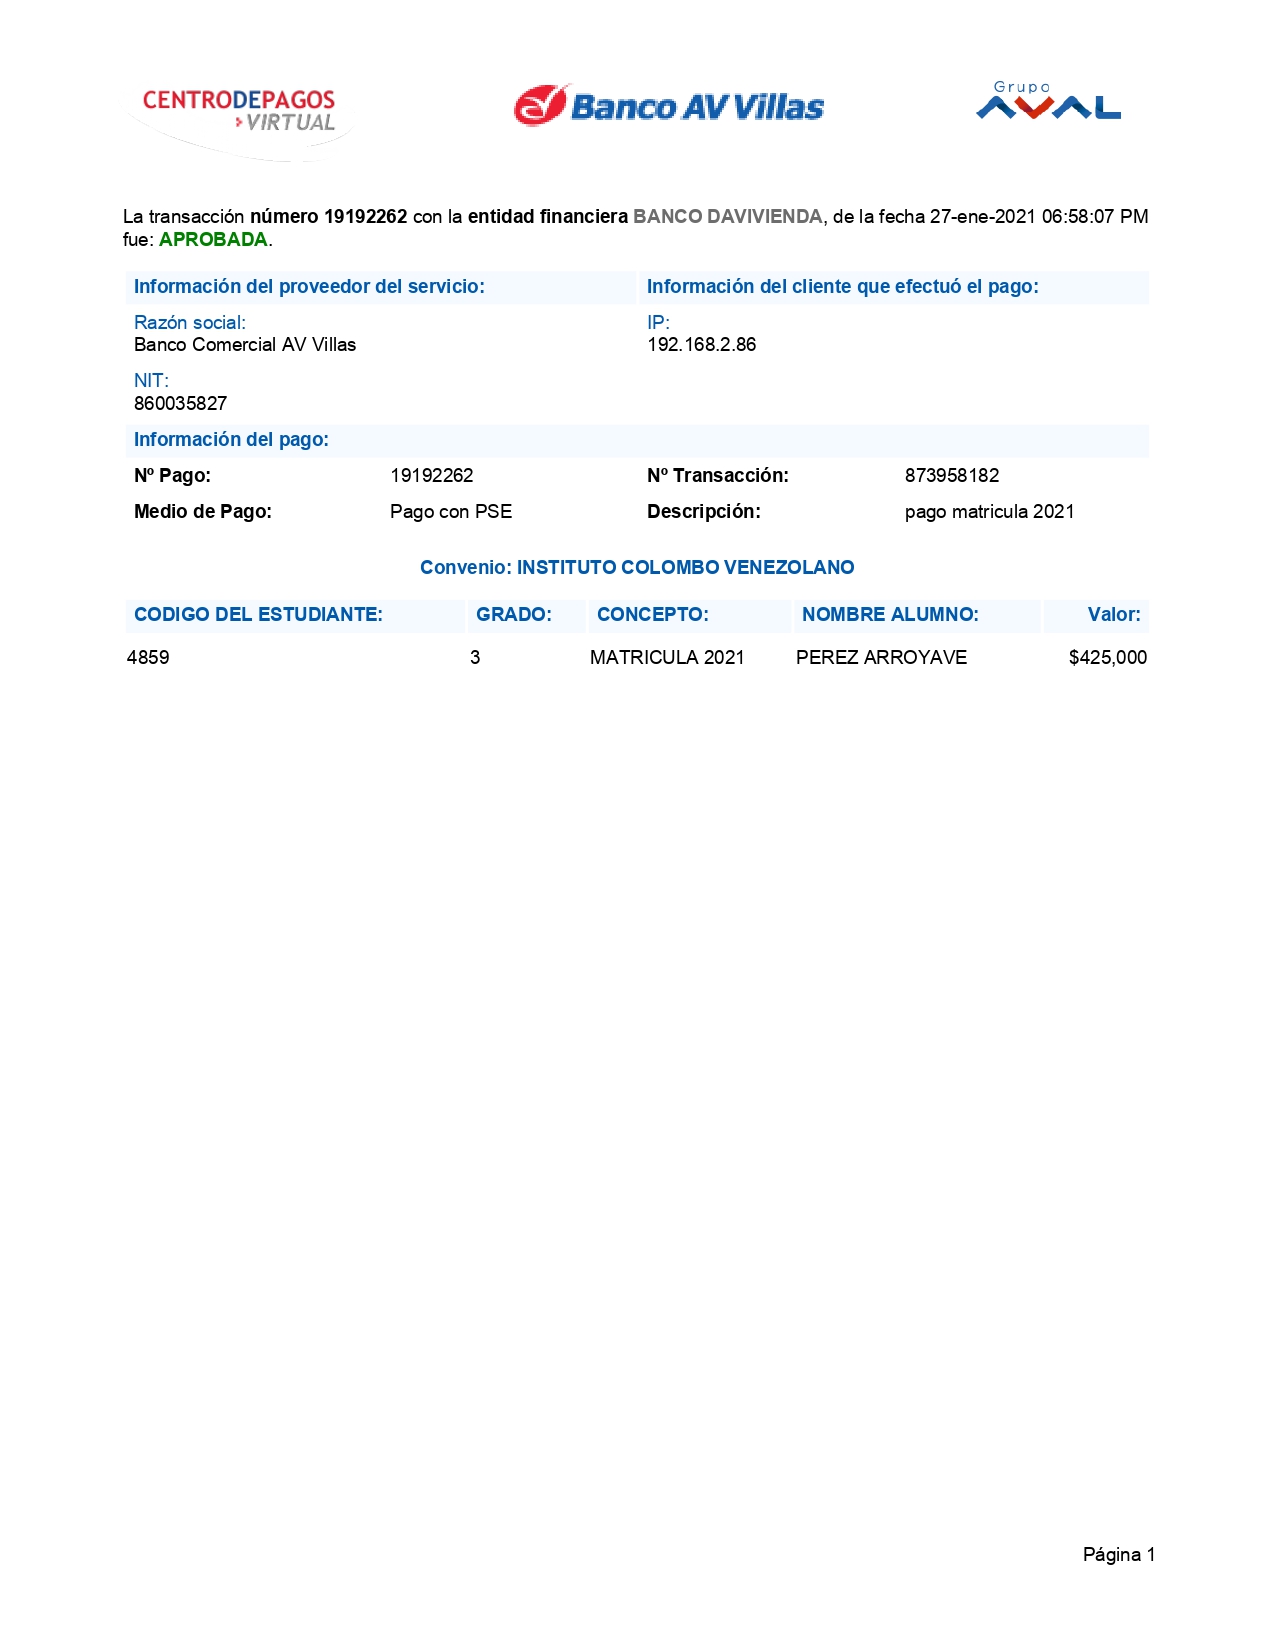 CENTRODEPAGOS
VIRTUAL
Banco AV Villas
Grupo
AVAL
La transacción número 19192262 con la entidad financiera BANCO DAVIVIENDA, de la fecha 27-ene-2021 06:58:07 PM
fue: APROBADA.
Información del proveedor del servicio: Información del cliente que efectuó el pago:
Razón social: IP:
Banco Comercial AV Villas 192.168.2.86
NIT:
860035827
Información del pago:
Nº Pago: 19192262 Nº Transacción: 873958182
Medio de Pago: Pago con PSE Descripción: pago matricula 2021
Convenio: INSTITUTO COLOMBO VENEZOLANO
CODIGO DEL ESTUDIANTE: GRADO: CONCEPTO: NOMBRE ALUMNO: Valor:
4859 3 MATRICULA 2021 PEREZ ARROYAVE $425,000
Página 1